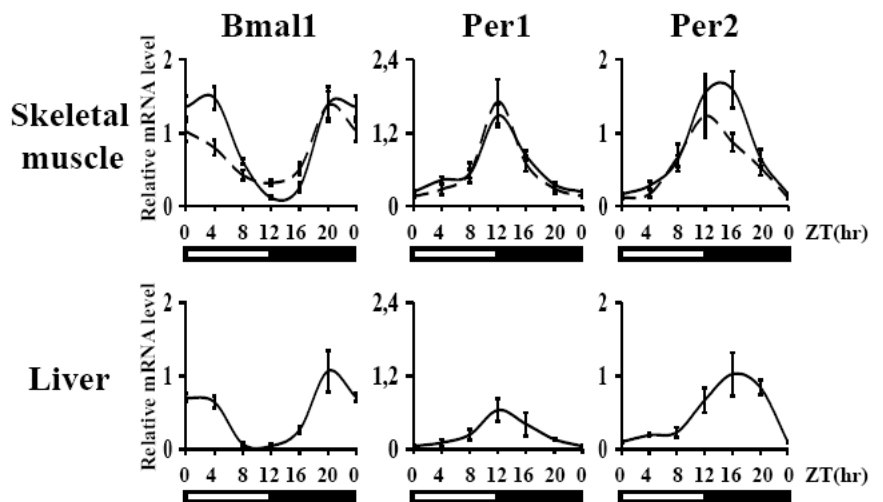 Bmal1 Per1 Per2
Skeletal muscle
Relative mRNA level
2 1 0
2,4 1,2 0
2 1 0
0 4 8 12 16 20 0
0 4 8 12 16 20 0
0 4 8 12 16 20 0 ZT(hr)
Liver
Relative mRNA level
2 1 0
2,4 1,2 0
2 1 0
0 4 8 12 16 20 0
0 4 8 12 16 20 0
0 4 8 12 16 20 0 ZT(hr)